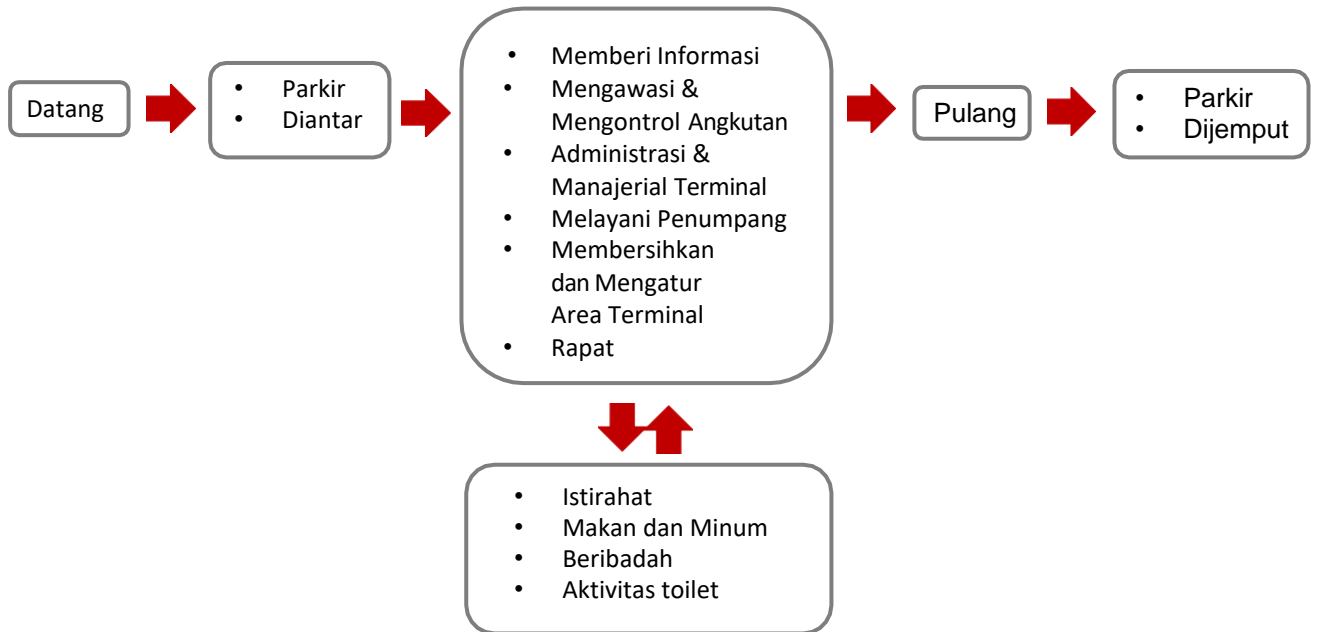 Datang
• Parkir
• Diantar
• Memberi Informasi
• Mengawasi &
Mengontrol Angkutan
• Administrasi &
Manajerial Terminal
• Melayani Penumpang
• Membersihkan
dan Mengatur
Area Terminal
• Rapat
Pulang
• Parkir
• Dijemput
• Istirahat
• Makan dan Minum
• Beribadah
• Aktivitas toilet